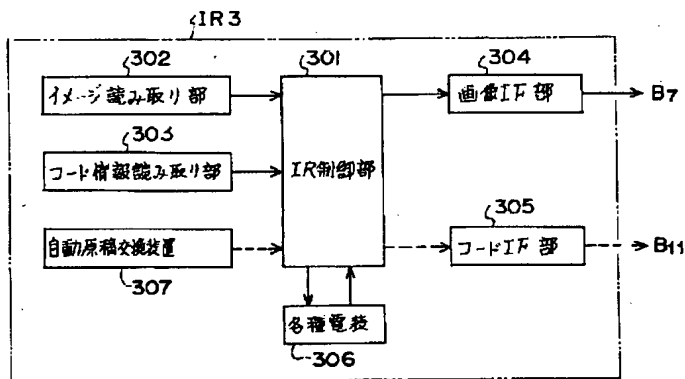 IR3
302
301
304
イメージ読み取り部
IR制御部
画像IF部
B7
303
コード情報読み取り部
305
自動原稿交換装置
コードIF部
B11
307
各種電装
306